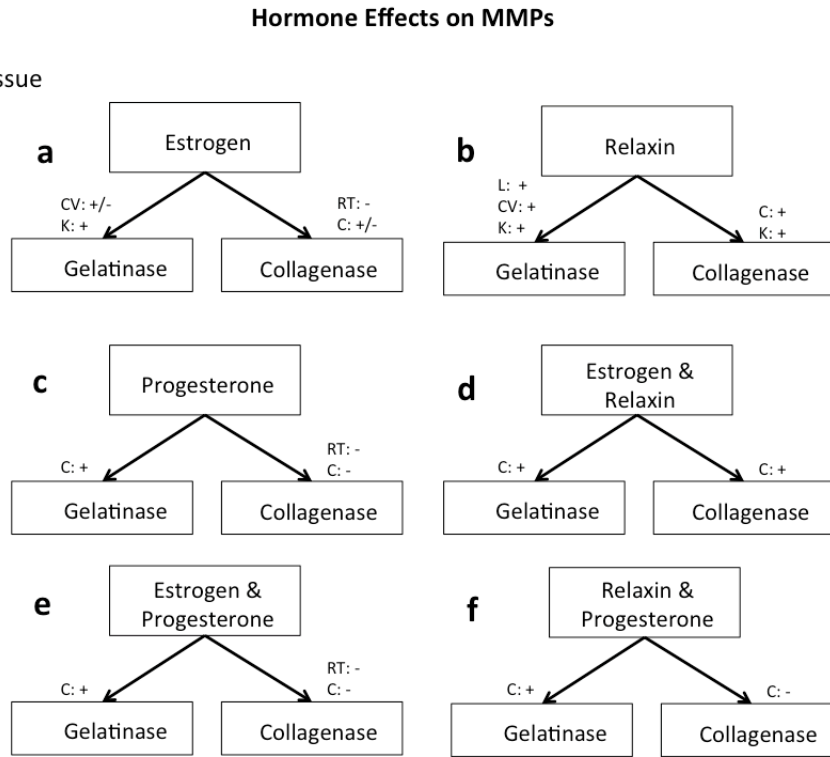 Hormone Effects on MMPs
ssue
a
Estrogen
CV: +/-
K: +
RT: -
C: +/-
Gelatinase
Collagenase
b
Relaxin
L: +
CV: +
K: +
C: +
K: +
Gelatinase
Collagenase
c
Progesterone
C: +
RT: -
C: -
Gelatinase
Collagenase
d
Estrogen &
Relaxin
C: +
C: +
Gelatinase
Collagenase
e
Estrogen &
Progesterone
C: +
RT: -
C: -
Gelatinase
Collagenase
f
Relaxin &
Progesterone
C: +
C: -
Gelatinase
Collagenase